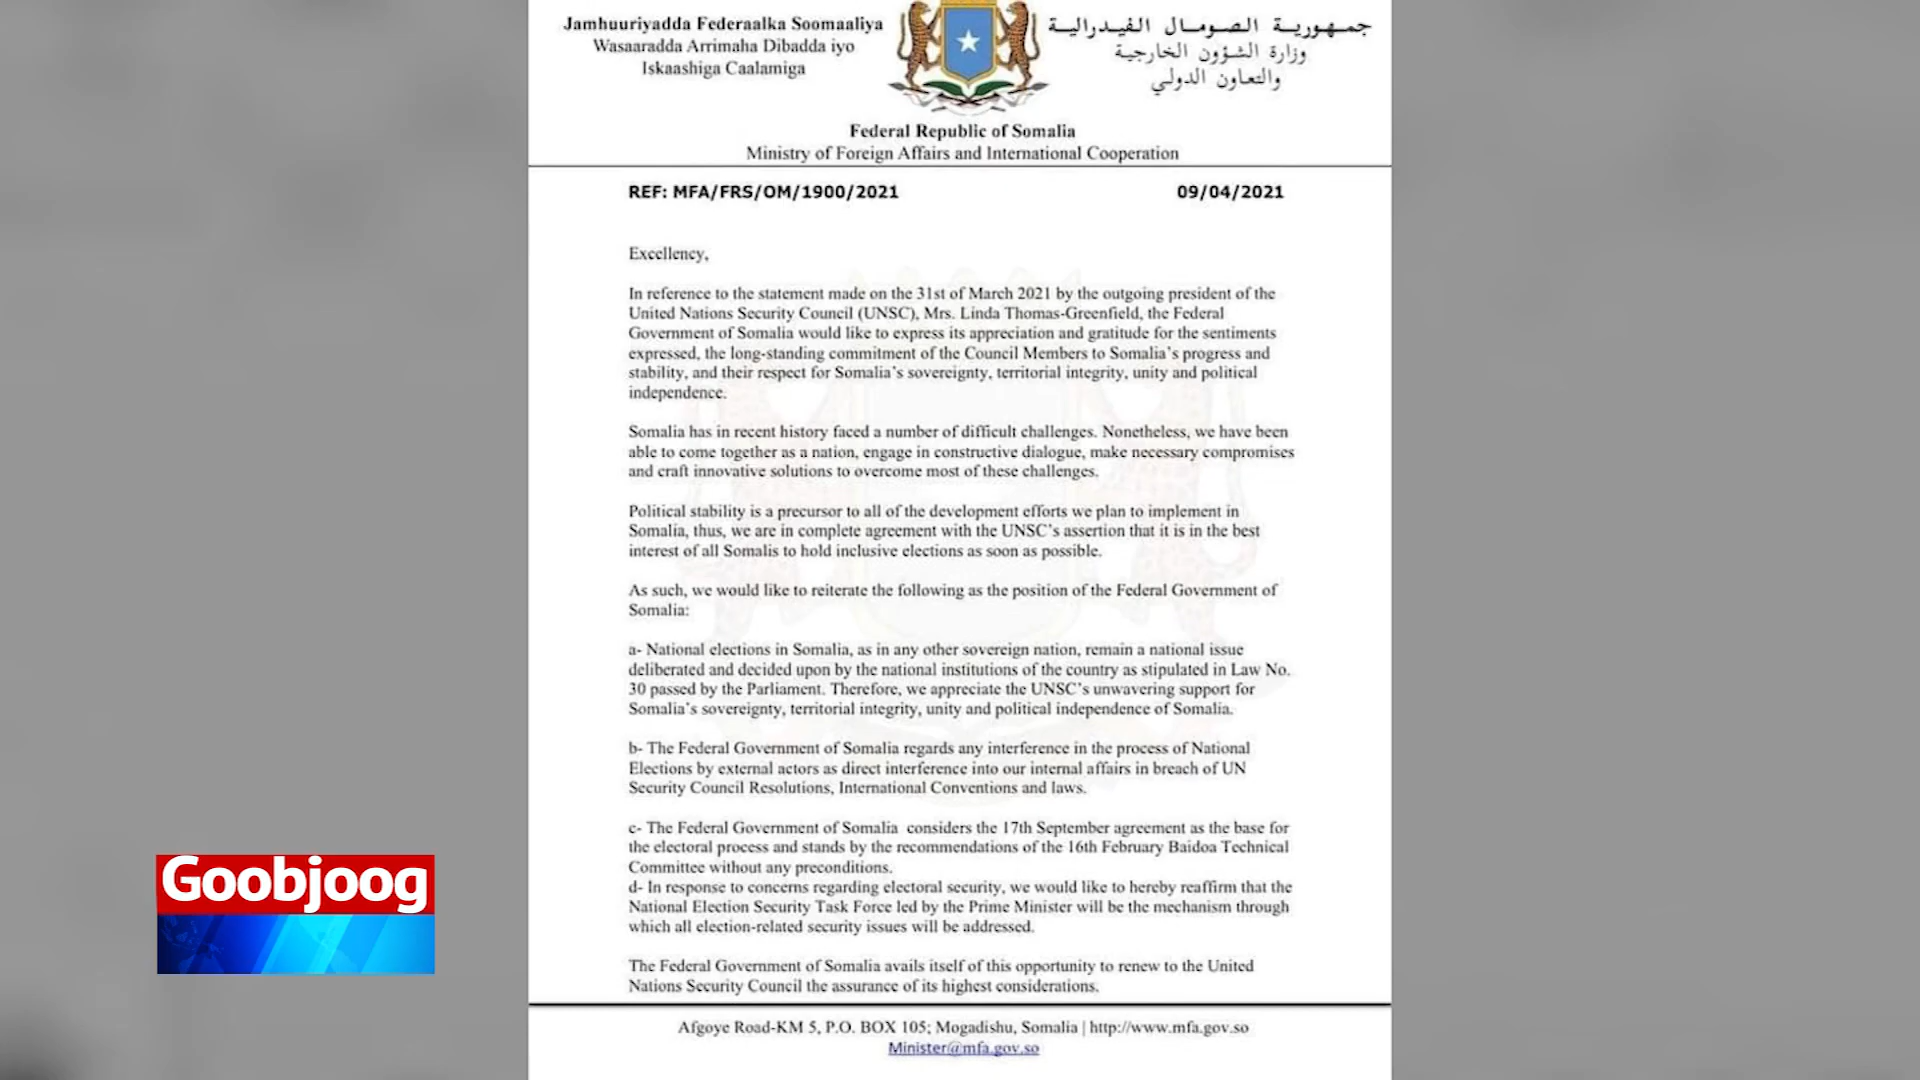 Jamhuuriyadda Federaalka Soomaaliya
Wasaaradda Arrimaha Dibadda iyo
Iskaashiga Caalamiga
جمهورية الصومال الفيدرالية
وزارة الشؤون الخارجية
والتعاون الدولي
Federal Republic of Somalia
Ministry of Foreign Affairs and International Cooperation
REF: MFA/FRS/OM/1900/2021 09/04/2021
Excellency,
In reference to the statement made on the 31st of March 2021 by the outgoing president of the
United Nations Security Council (UNSC), Mrs. Linda Thomas-Greenfield, the Federal
Government of Somalia would like to express its appreciation and gratitude for the sentiments
expressed, the long-standing commitment of the Council Members to Somalia's progress and
stability, and their respect for Somalia's sovereignty, territorial integrity, unity and political
independence.
Somalia has in recent history faced a number of difficult challenges. Nonetheless, we have been
able to come together as a nation, engage in constructive dialogue, make necessary compromises
and craft innovative solutions to overcome most of these challenges.
Political stability is a precursor to all of the development efforts we plan to implement in
Somalia, thus, we are in complete agreement with the UNSC's assertion that it is in the best
interest of all Somalis to hold inclusive elections as soon as possible.
As such, we would like to reiterate the following as the position of the Federal Government of
Somalia:
a- National elections in Somalia, as in any other sovereign nation, remain a national issue
deliberated and decided upon by the national institutions of the country as stipulated in Law No.
30 passed by the Parliament. Therefore, we appreciate the UNSC's unwavering support for
Somalia's sovereignty, territorial integrity, unity and political independence of Somalia.
b- The Federal Government of Somalia regards any interference in the process of National
Elections by external actors as direct interference into our internal affairs in breach of UN
Security Council Resolutions, International Conventions and laws.
c- The Federal Government of Somalia considers the 17th September agreement as the base for
the electoral process and stands by the recommendations of the 16th February Baidoa Technical
Committee without any preconditions.
d- In response to concerns regarding electoral security, we would like to hereby reaffirm that the
National Election Security Task Force led by the Prime Minister will be the mechanism through
which all election-related security issues will be addressed.
The Federal Government of Somalia avails itself of this opportunity to renew to the United
Nations Security Council the assurance of its highest considerations.
Afgoye Road-KM 5, P.O. BOX 105; Mogadishu, Somalia | http://www.mfa.gov.so
Minister@mfa.gov.so
Goobjoog